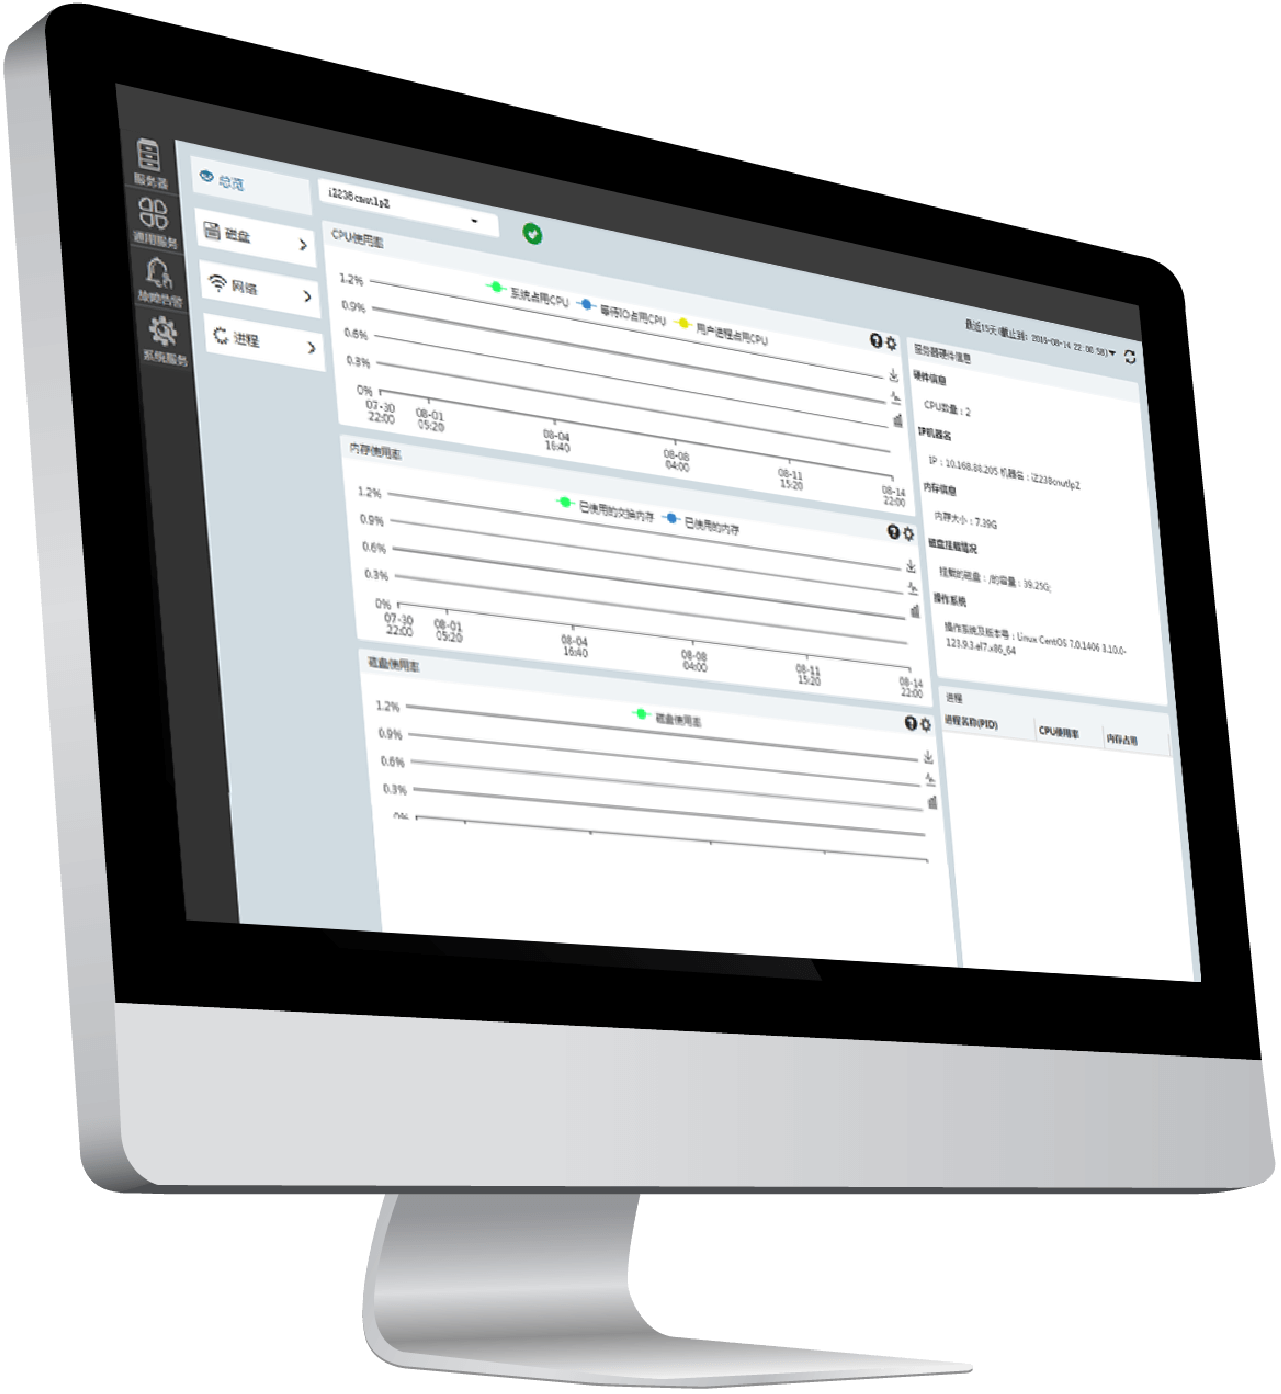 服务器
通用服务
故障告警
系统服务
总览
磁盘
网络
进程
最近15天(截止到: 2019-08-14 22:00:58)
CPU使用率
系统占用CPU
等待IO占用CPU
用户进程占用CPU
1.2%
0.9%
0.6%
0.3%
0%
07-30 22:00
08-01 05:20
08-04 16:40
08-08 04:00
08-11 15:20
08-14 22:00
内存使用率
已使用的交换内存
已使用的内存
1.2%
0.9%
0.6%
0.3%
0%
07-30 22:00
08-01 05:20
08-04 16:40
08-08 04:00
08-11 15:20
08-14 22:00
磁盘使用率
磁盘使用率
1.2%
0.9%
0.6%
0.3%
0%
服务器硬件信息
硬件信息
CPU数量：2
IP机器名
IP：10.168.88.205 机器名：iZ238cnutlpZ
内存信息
内存大小：7.39G
磁盘挂载情况
挂载的磁盘：/的容量：39.25G;
操作系统
操作系统及版本号：Linux CentOS 7.0.1406 3.10.0-
123.9.3.el7.x86_64
进程
进程名称(PID)
CPU使用率
内存占用